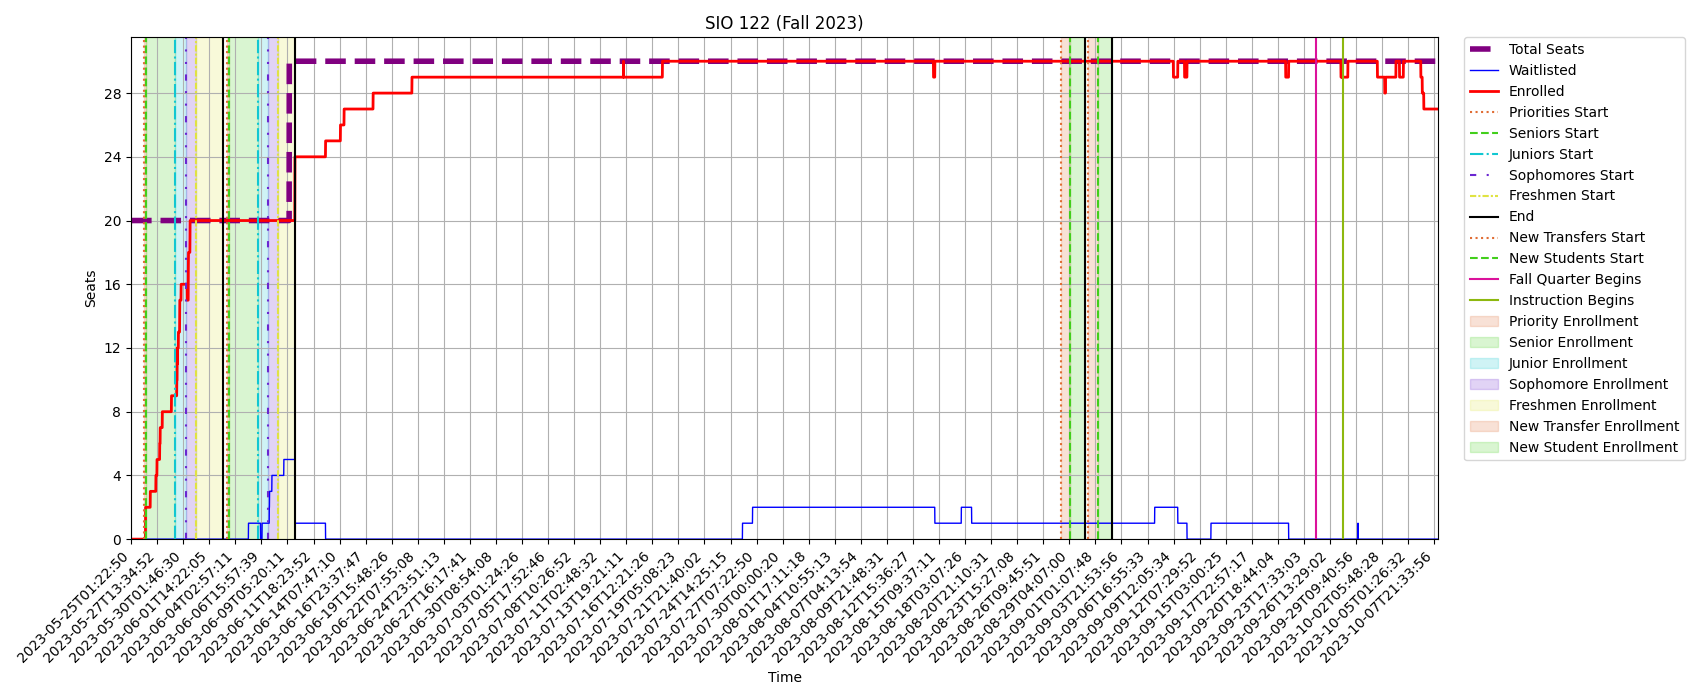 SIO 122 (Fall 2023)
Seats
28
24
20
16
12
8
4
0
2023-05-25T01:22:50
2023-05-27T13:34:52
2023-05-30T01:46:30
2023-06-01T14:22:05
2023-06-04T02:57:11
2023-06-06T15:57:39
2023-06-09T05:20:11
2023-06-11T18:23:52
2023-06-14T07:47:10
2023-06-16T23:37:47
2023-06-19T15:48:26
2023-06-22T07:55:08
2023-06-24T23:51:13
2023-06-27T16:17:41
2023-06-30T08:54:08
2023-07-03T01:24:26
2023-07-05T17:52:46
2023-07-08T10:26:52
2023-07-11T02:48:32
2023-07-13T19:21:11
2023-07-16T12:21:26
2023-07-19T05:08:23
2023-07-21T21:40:02
2023-07-24T14:25:15
2023-07-27T07:22:50
2023-07-30T00:00:20
2023-08-01T17:11:18
2023-08-04T10:55:13
2023-08-07T04:13:54
2023-08-09T21:48:31
2023-08-12T15:36:27
2023-08-15T09:37:11
2023-08-18T03:07:26
2023-08-20T21:10:31
2023-08-23T15:27:08
2023-08-26T09:45:51
2023-08-29T04:07:00
2023-09-01T01:07:48
2023-09-03T21:53:56
2023-09-06T16:55:33
2023-09-09T12:05:34
2023-09-12T07:29:52
2023-09-15T03:00:25
2023-09-17T22:57:17
2023-09-20T18:44:04
2023-09-23T17:33:03
2023-09-26T13:29:02
2023-09-29T09:40:56
2023-10-02T05:48:28
2023-10-05T01:26:32
2023-10-07T21:33:56
Time
Total Seats
Waitlisted
Enrolled
Priorities Start
Seniors Start
Juniors Start
Sophomores Start
Freshmen Start
End
New Transfers Start
New Students Start
Fall Quarter Begins
Instruction Begins
Priority Enrollment
Senior Enrollment
Junior Enrollment
Sophomore Enrollment
Freshmen Enrollment
New Transfer Enrollment
New Student Enrollment